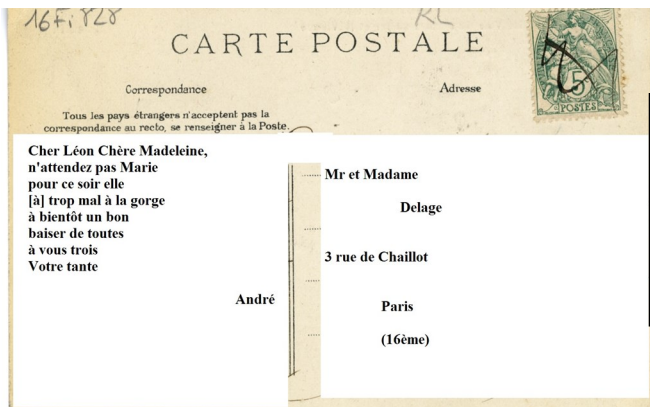 16Fi 828
RL
CARTE POSTALE
Correspondance
Adresse
Tous les pays étrangers n'acceptent pas la
correspondance au recto, se renseigner à la Poste.
5
POSTES
Cher Léon Chère Madeleine,
n'attendez pas Marie
pour ce soir elle
[à] trop mal à la gorge
à bientôt un bon
baiser de toutes
à vous trois
Votre tante
André
Mr et Madame
Delage
3 rue de Chaillot
Paris
(16ème)